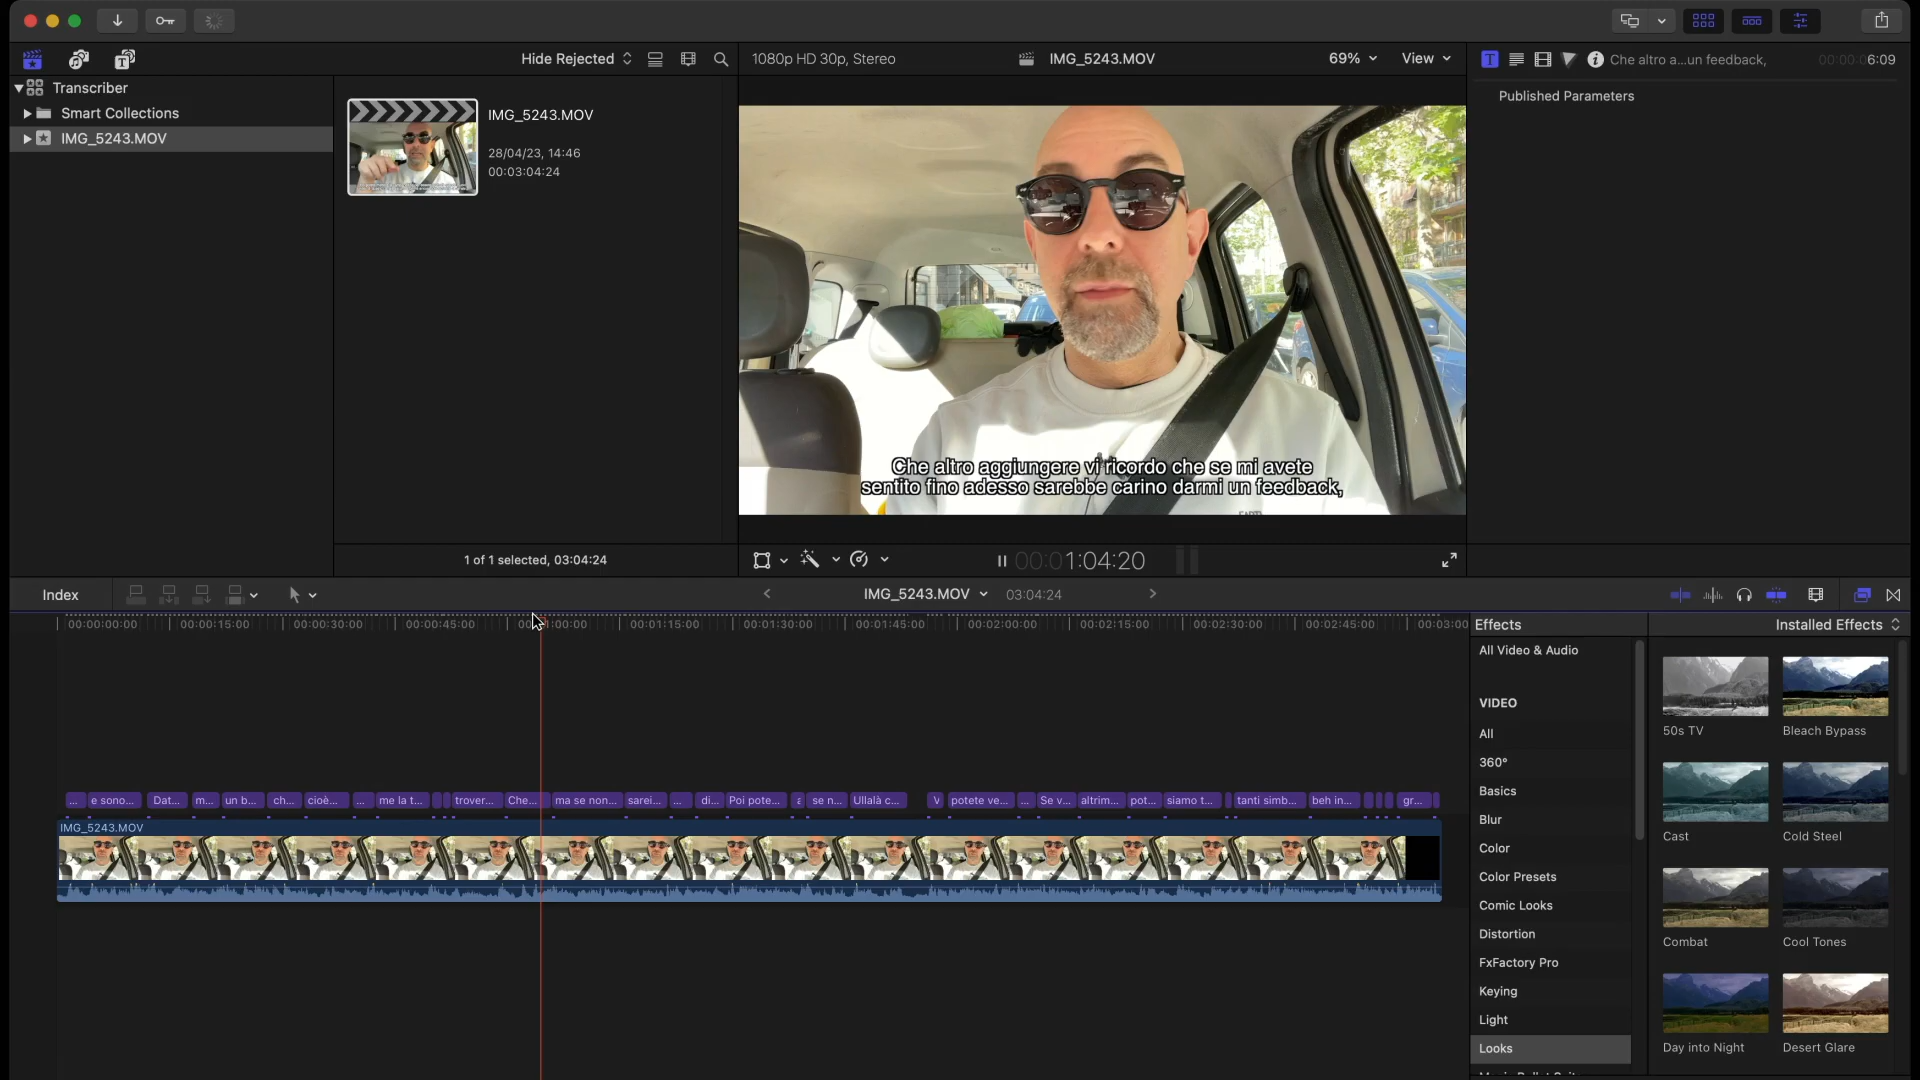 Hide Rejected
1080p HD 30p, Stereo
IMG_5243.MOV
69%
View
Che altro a...un feedback,
00:00:06:09
Transcriber
Smart Collections
IMG_5243.MOV
IMG_5243.MOV
28/04/23, 14:46
00:03:04:24
Published Parameters
Che altro aggiungere vi ricordo che se mi avete
sentito fino adesso sarebbe carino darmi un feedback,
1 of 1 selected, 03:04:24
00:01:04:20
Index
IMG_5243.MOV
03:04:24
00:00:00:00 00:00:15:00 00:00:30:00 00:00:45:00 00:01:00:00 00:01:15:00 00:01:30:00 00:01:45:00 00:02:00:00 00:02:15:00 00:02:30:00 00:02:45:00 00:03:00
... e sono... Dat... m... un b... ch... cioè... ... me la t... trover... Che... ma se non... sarei... ... di... Poi pote... se n... Ullalà c... V potete ve... ... Se v... altrim... pot... siamo t... tanti simb... beh in... gr...
IMG_5243.MOV
Effects
Installed Effects
All Video & Audio
VIDEO
All
360°
Basics
Blur
Color
Color Presets
Comic Looks
Distortion
FxFactory Pro
Keying
Light
Looks
50s TV
Bleach Bypass
Cast
Cold Steel
Combat
Cool Tones
Day into Night
Desert Glare